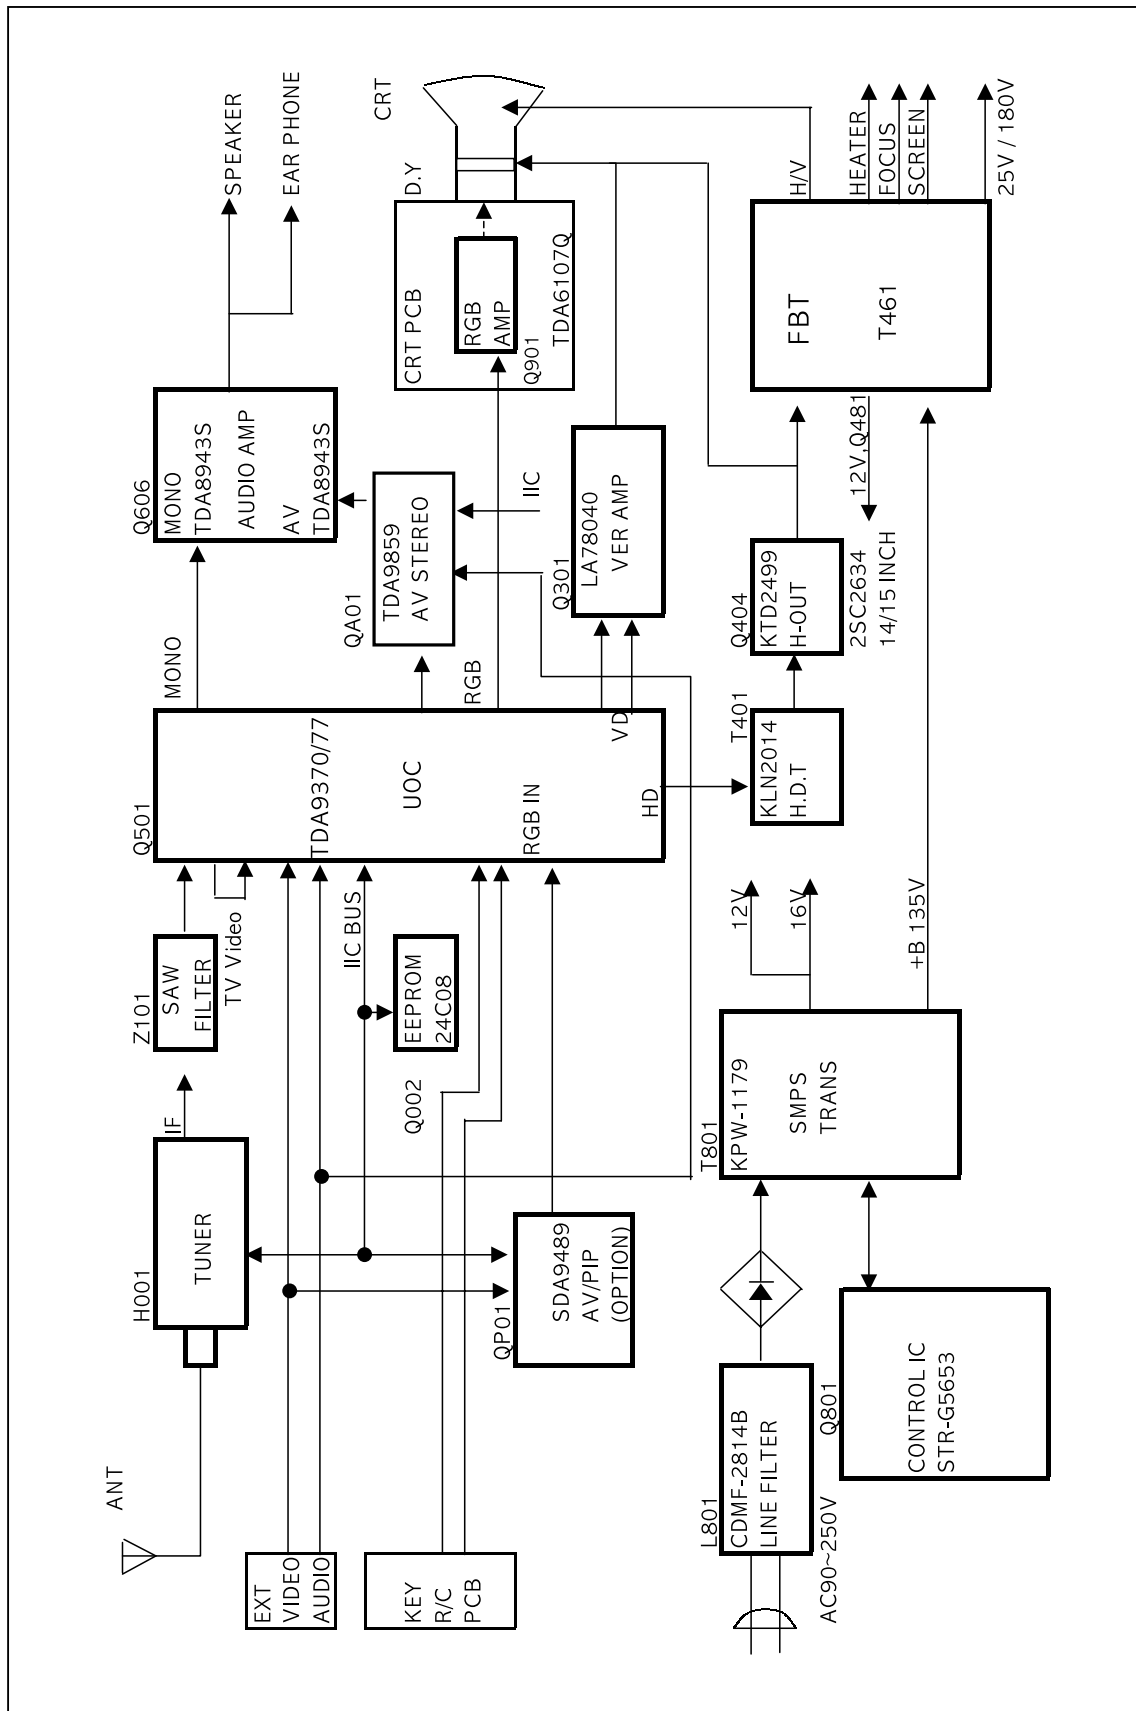 ANT
H001
TUNER
IF
Z101
SAW
FILTER
TV Video
Q501
TDA9370/77
UOC
RGB IN
HD
VD
MONO
RGB
Q606
MONO
TDA8943S
AUDIO AMP
AV
TDA8943S
SPEAKER
EAR PHONE
QA01
TDA9859
AV STEREO
IIC
CRT
D.Y
CRT PCB
RGB
AMP
Q901
TDA6107Q
Q301
LA78040
VER AMP
IIC BUS
EEPROM
24C08
Q002
EXT
VIDEO
AUDIO
KEY
R/C
PCB
QP01
SDA9489
AV/PIP
(OPTION)
T401
KLN2014
H.D.T
Q404
KTD2499
H-OUT
2SC2634
14/15 INCH
12V,Q481
FBT
T461
H/V
HEATER
FOCUS
SCREEN
25V / 180V
L801
CDMF-2814B
LINE FILTER
AC90~250V
Q801
CONTROL IC
STR-G5653
T801
KPW-1179
SMPS
TRANS
12V
16V
+B 135V